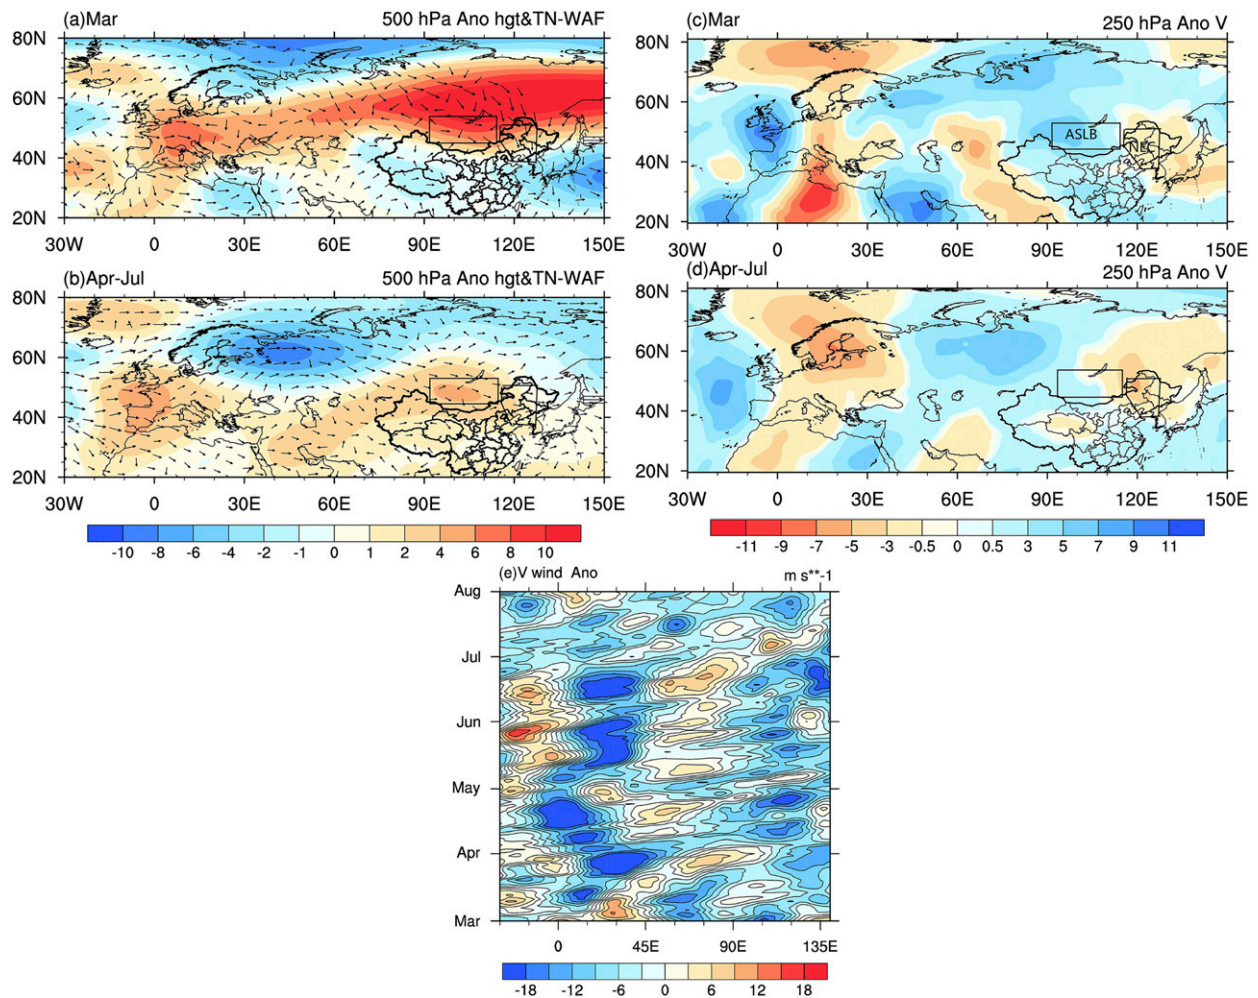 (a)Mar 500 hPa Ano hgt&TN-WAF
80N
60N
40N
20N
30W 0 30E 60E 90E 120E 150E
(c)Mar 250 hPa Ano V
80N
60N
ASLB
NEC
40N
20N
30W 0 30E 60E 90E 120E 150E
(b)Apr-Jul 500 hPa Ano hgt&TN-WAF
80N
60N
40N
20N
30W 0 30E 60E 90E 120E 150E
-10 -8 -6 -4 -2 -1 0 1 2 4 6 8 10
(d)Apr-Jul 250 hPa Ano V
80N
60N
40N
20N
30W 0 30E 60E 90E 120E 150E
-11 -9 -7 -5 -3 -0.5 0 0.5 3 5 7 9 11
(e)V wind Ano m s**-1
Aug
Jul
Jun
May
Apr
Mar
0 45E 90E 135E
-18 -12 -6 0 6 12 18